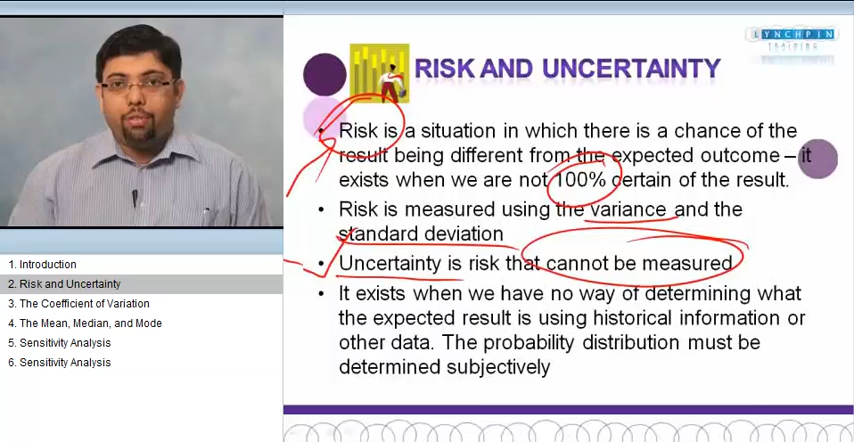 LYNCHPIN
TRAINING
RISK AND UNCERTAINTY
• Risk is a situation in which there is a chance of the
result being different from the expected outcome – it
exists when we are not 100% certain of the result.
• Risk is measured using the variance and the
standard deviation
• Uncertainty is risk that cannot be measured
• It exists when we have no way of determining what
the expected result is using historical information or
other data. The probability distribution must be
determined subjectively
1. Introduction
2. Risk and Uncertainty
3. The Coefficient of Variation
4. The Mean, Median, and Mode
5. Sensitivity Analysis
6. Sensitivity Analysis